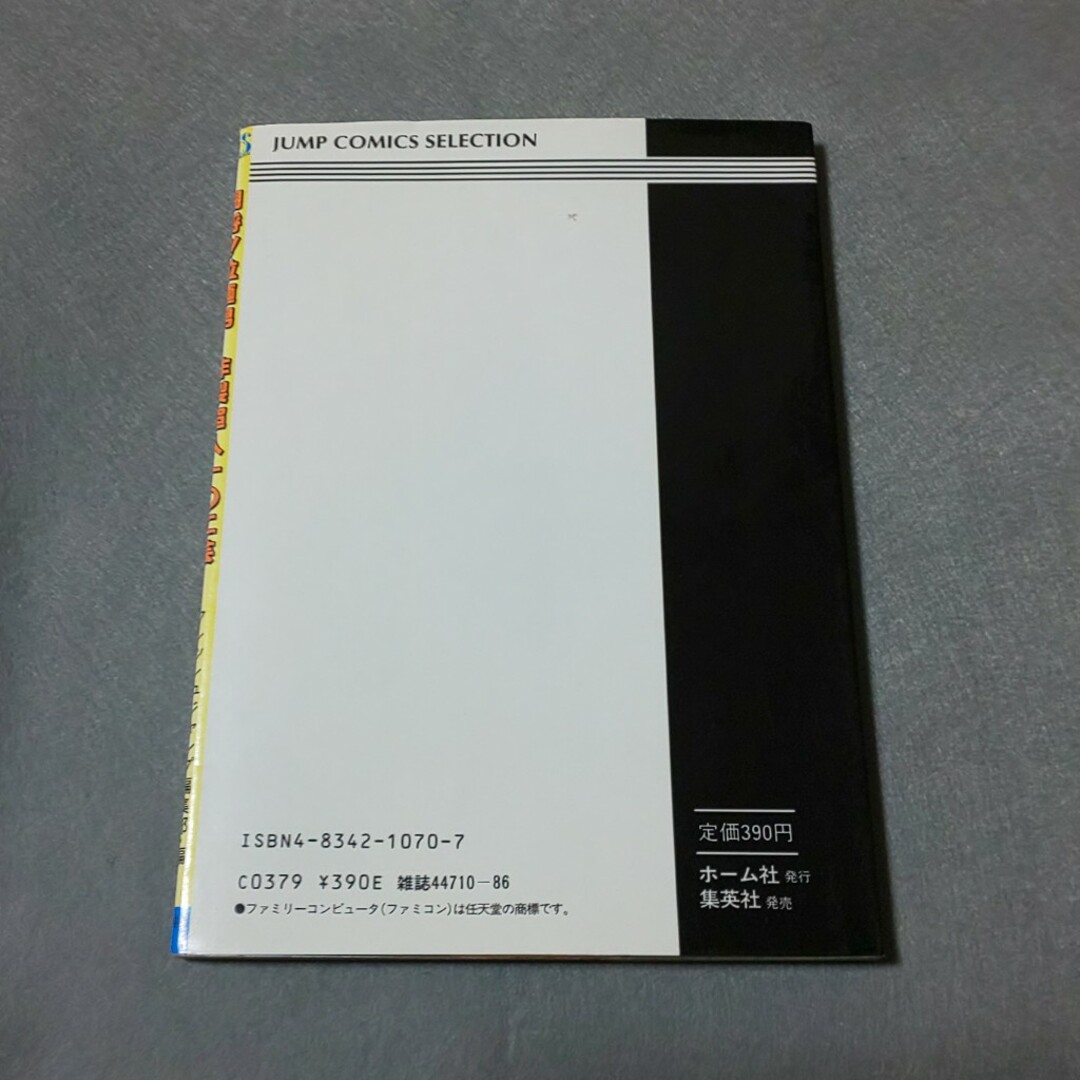 JUMP COMICS SELECTION
ISBN4-8342-1070-7
C0379 ¥390E 雑誌44710-86
●ファミリーコンピュータ(ファミコン)は任天堂の商標です。
定価390円
ホーム社 発行
集英社 発売